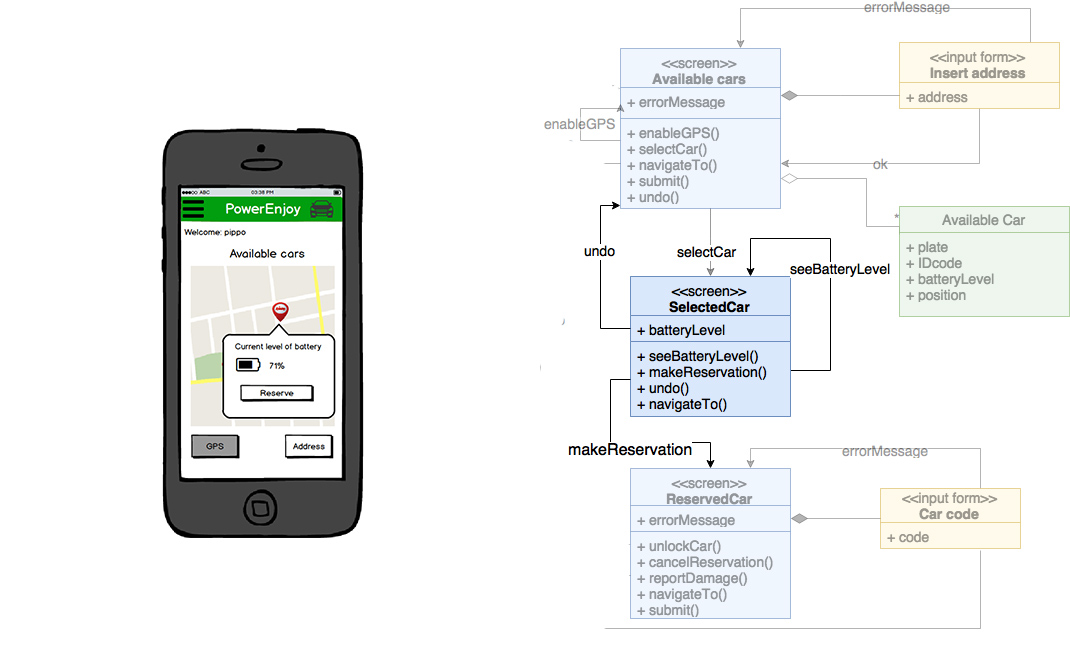 ●●●○○ ABC 03:36 PM
PowerEnjoy
Welcome: pippo
Available cars
Current level of battery
71%
Reserve
GPS
Address
errorMessage
<<screen>>
Available cars
+ errorMessage
+ enableGPS()
+ selectCar()
+ navigateTo()
+ submit()
+ undo()
enableGPS
<<input form>>
Insert address
+ address
ok
*
Available Car
+ plate
+ IDcode
+ batteryLevel
+ position
undo
selectCar
seeBatteryLevel
<<screen>>
SelectedCar
+ batteryLevel
+ seeBatteryLevel()
+ makeReservation()
+ undo()
+ navigateTo()
makeReservation
errorMessage
<<screen>>
ReservedCar
+ errorMessage
+ unlockCar()
+ cancelReservation()
+ reportDamage()
+ navigateTo()
+ submit()
<<input form>>
Car code
+ code